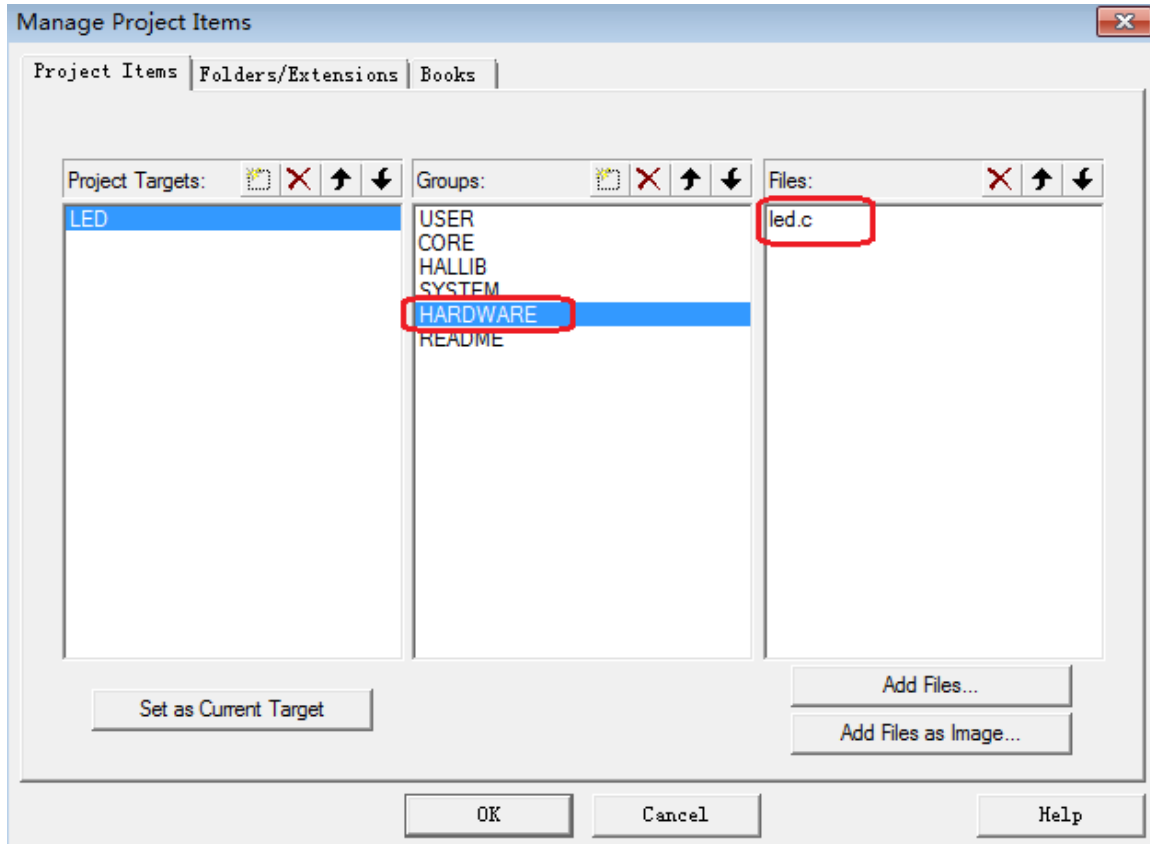 Manage Project Items
Project Items Folders/Extensions Books
Project Targets: Groups: Files:
LED
USER
CORE
HALLIB
SYSTEM
HARDWARE
README
led.c
Set as Current Target
Add Files...
Add Files as Image...
OK Cancel Help